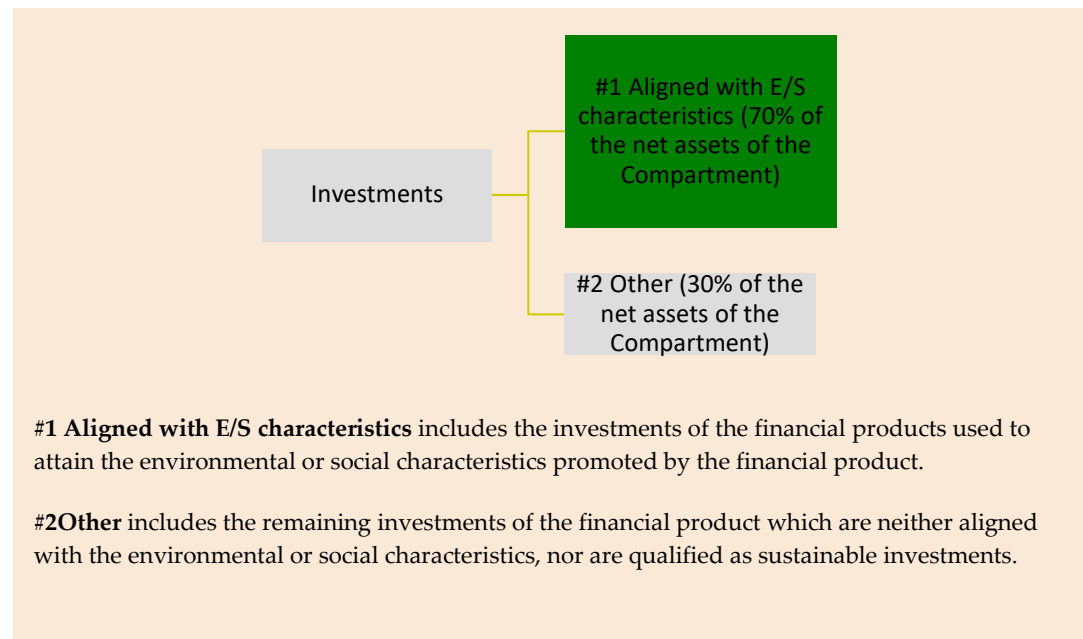 #1 Aligned with E/S
characteristics (70% of
the net assets of the
Compartment)
Investments
#2 Other (30% of the
net assets of the
Compartment)
#1 Aligned with E/S characteristics includes the investments of the financial products used to
attain the environmental or social characteristics promoted by the financial product.
#2Other includes the remaining investments of the financial product which are neither aligned
with the environmental or social characteristics, nor are qualified as sustainable investments.